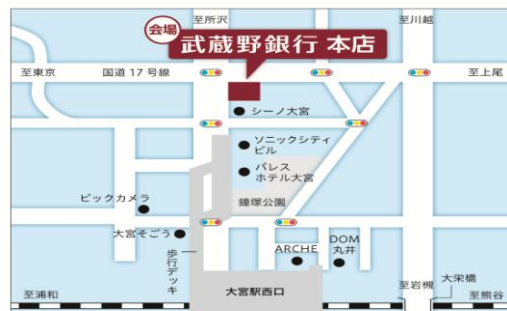 至所沢
至川越
会場
武蔵野銀行 本店
至東京
国道17号線
至上尾
シーノ大宮
ソニックシティ
ビル
パレス
ホテル大宮
鐘塚公園
ビックカメラ
大宮そごう
歩行デッキ
ARCHE
DOM
丸井
大宮駅西口
至岩槻
大栄橋
至浦和
至熊谷